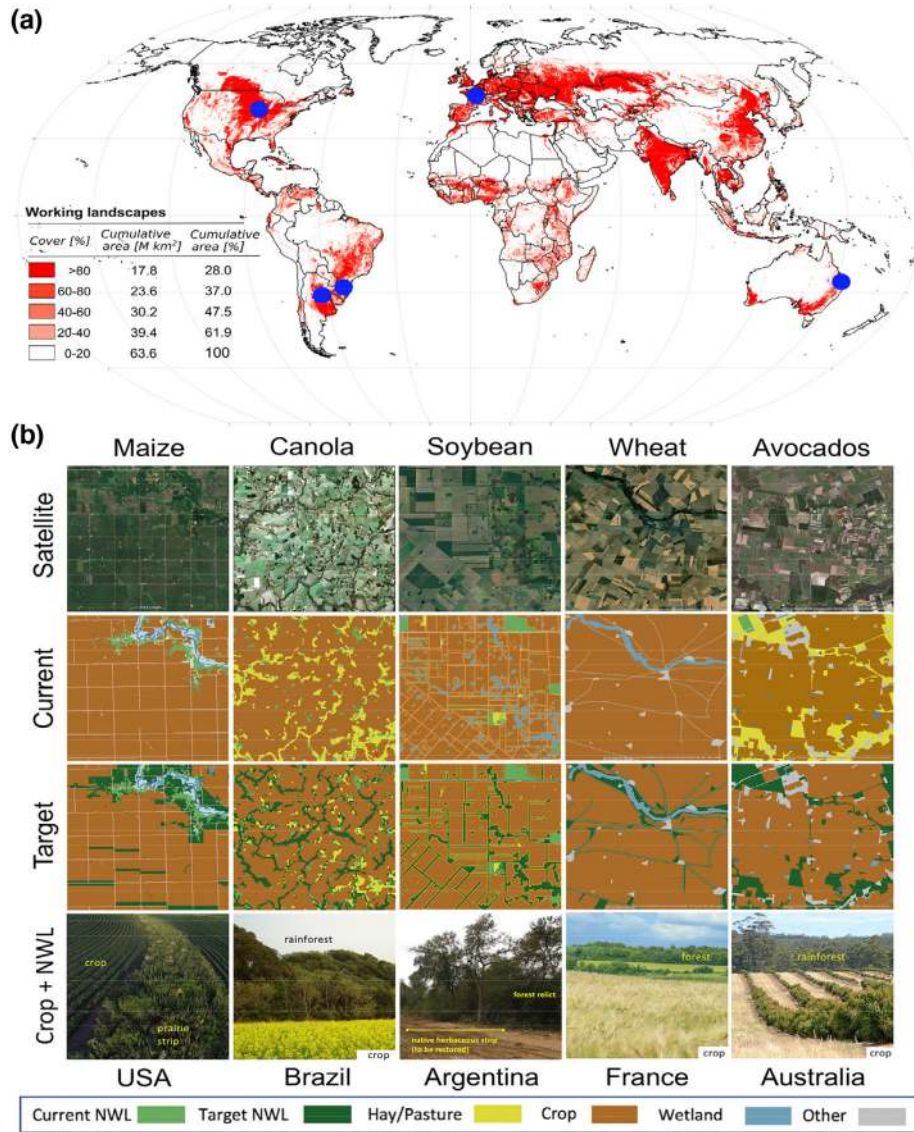 (a)
Working landscapes
Cover [%] Cumulative area [M km²] Cumulative area [%]
>80 17.8 28.0
60-80 23.6 37.0
40-60 30.2 47.5
20-40 39.4 61.9
0-20 63.6 100
(b)
Maize Canola Soybean Wheat Avocados
Satellite
Current
Target
Crop + NWL
crop
prairie
strip
rainforest
crop
forest relict
native herbaceous strip
(to be restored)
forest
crop
rainforest
crop
USA Brazil Argentina France Australia
Current NWL Target NWL Hay/Pasture Crop Wetland Other